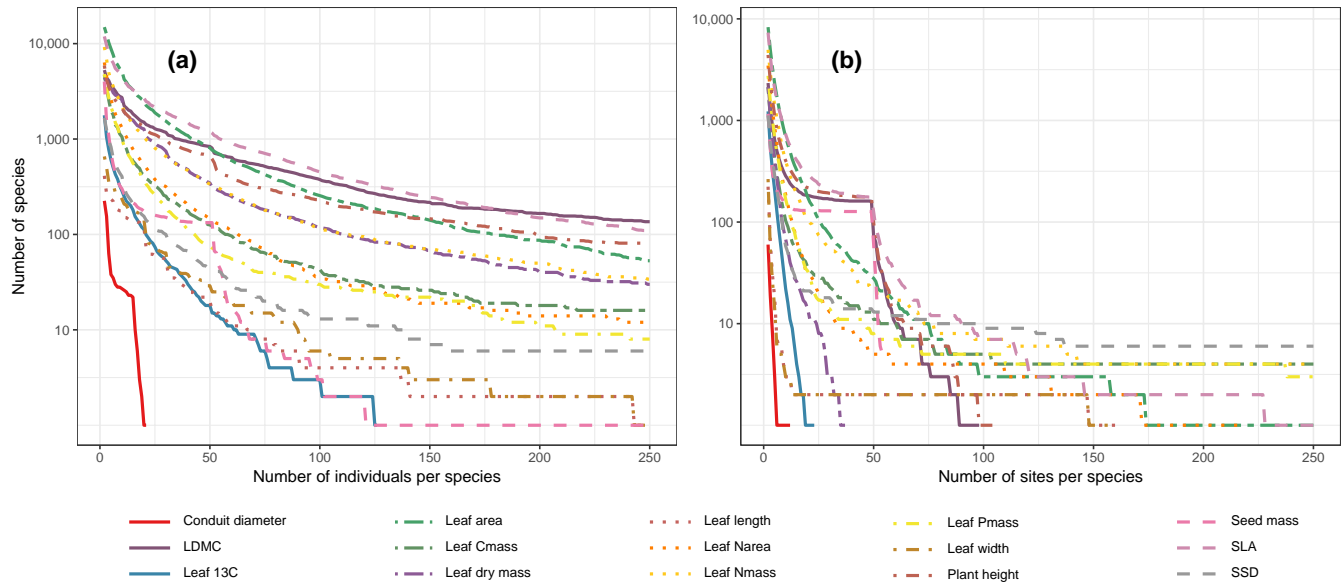 (a)
(b)
10,000
1,000
100
10
Number of species
0 50 100 150 200 250
Number of individuals per species
10,000
1,000
100
10
0 50 100 150 200 250
Number of sites per species
Conduit diameter
LDMC
Leaf 13C
Leaf area
Leaf Cmass
Leaf dry mass
Leaf length
Leaf Narea
Leaf Nmass
Leaf Pmass
Leaf width
Plant height
Seed mass
SLA
SSD